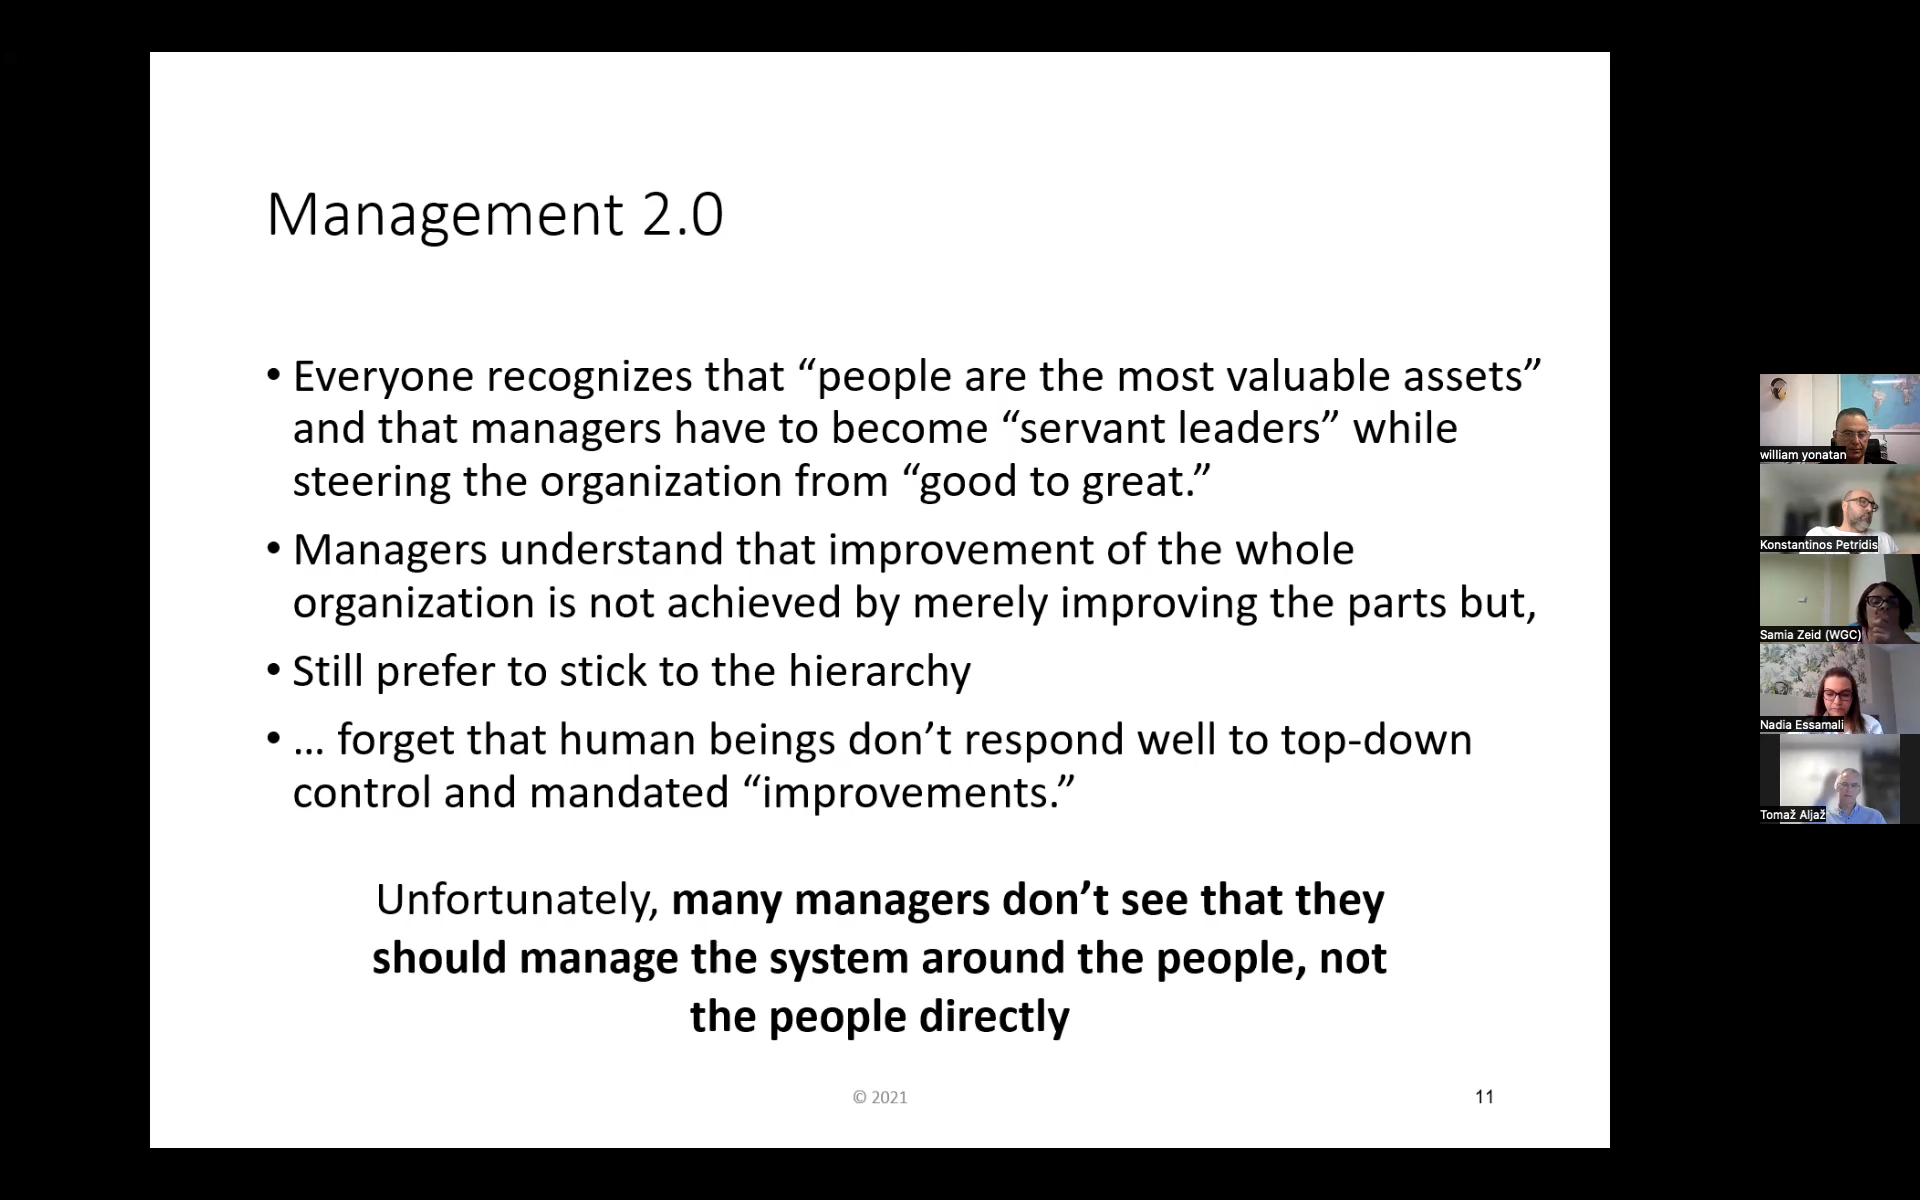 Management 2.0
• Everyone recognizes that “people are the most valuable assets”
and that managers have to become “servant leaders” while
steering the organization from “good to great.”
• Managers understand that improvement of the whole
organization is not achieved by merely improving the parts but,
• Still prefer to stick to the hierarchy
• … forget that human beings don’t respond well to top-down
control and mandated “improvements.”
Unfortunately, many managers don’t see that they
should manage the system around the people, not
the people directly
© 2021
11
william yonatan
Konstantinos Petridis
Samia Zeid (WGC)
Nadia Essamali
Tomaž Aljaž